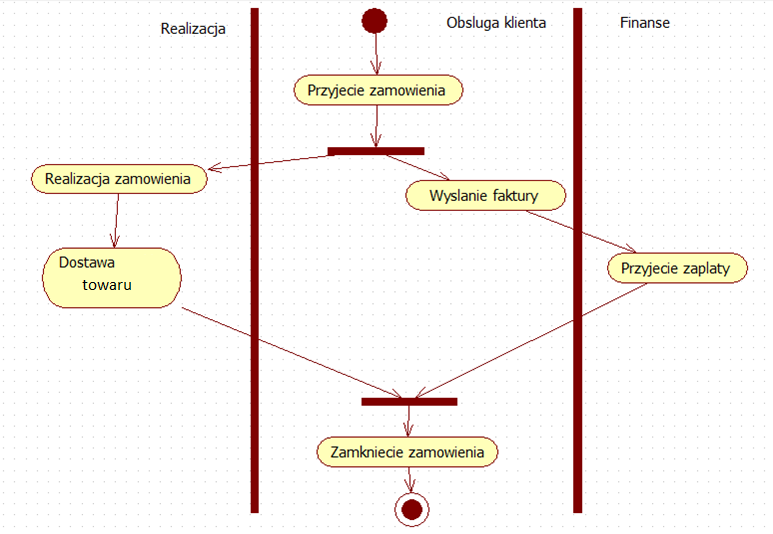 Realizacja
Obsluga klienta
Finanse
Przyjecie zamowienia
Realizacja zamowienia
Wyslanie faktury
Dostawa
towaru
Przyjecie zaplaty
Zamkniecie zamowienia